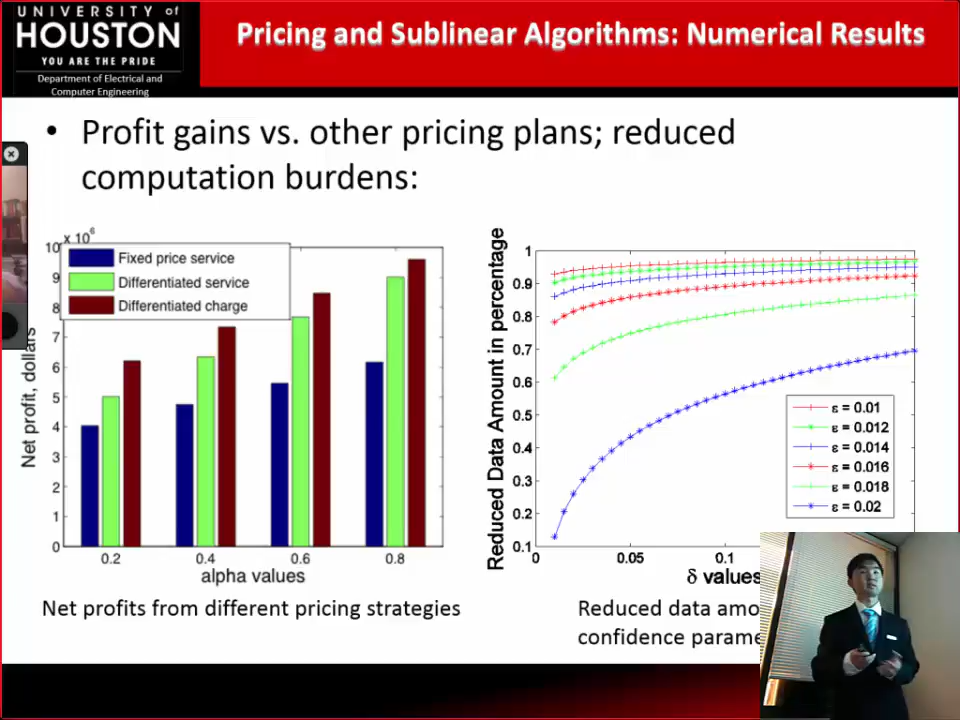 UNIVERSITY of
HOUSTON
YOU ARE THE PRIDE
Department of Electrical and
Computer Engineering
Pricing and Sublinear Algorithms: Numerical Results
• Profit gains vs. other pricing plans; reduced
computation burdens:
x 10^6
Fixed price service
Differentiated service
Differentiated charge
10
9
8
7
6
5
4
3
2
1
0
Net profit, dollars
0.2 0.4 0.6 0.8
alpha values
Net profits from different pricing strategies
Reduced Data Amount in percentage
1
0.9
0.8
0.7
0.6
0.5
0.4
0.3
0.2
0.1
ε = 0.01
ε = 0.012
ε = 0.014
ε = 0.016
ε = 0.018
ε = 0.02
0 0.05 0.1
δ values
Reduced data amo
confidence parame